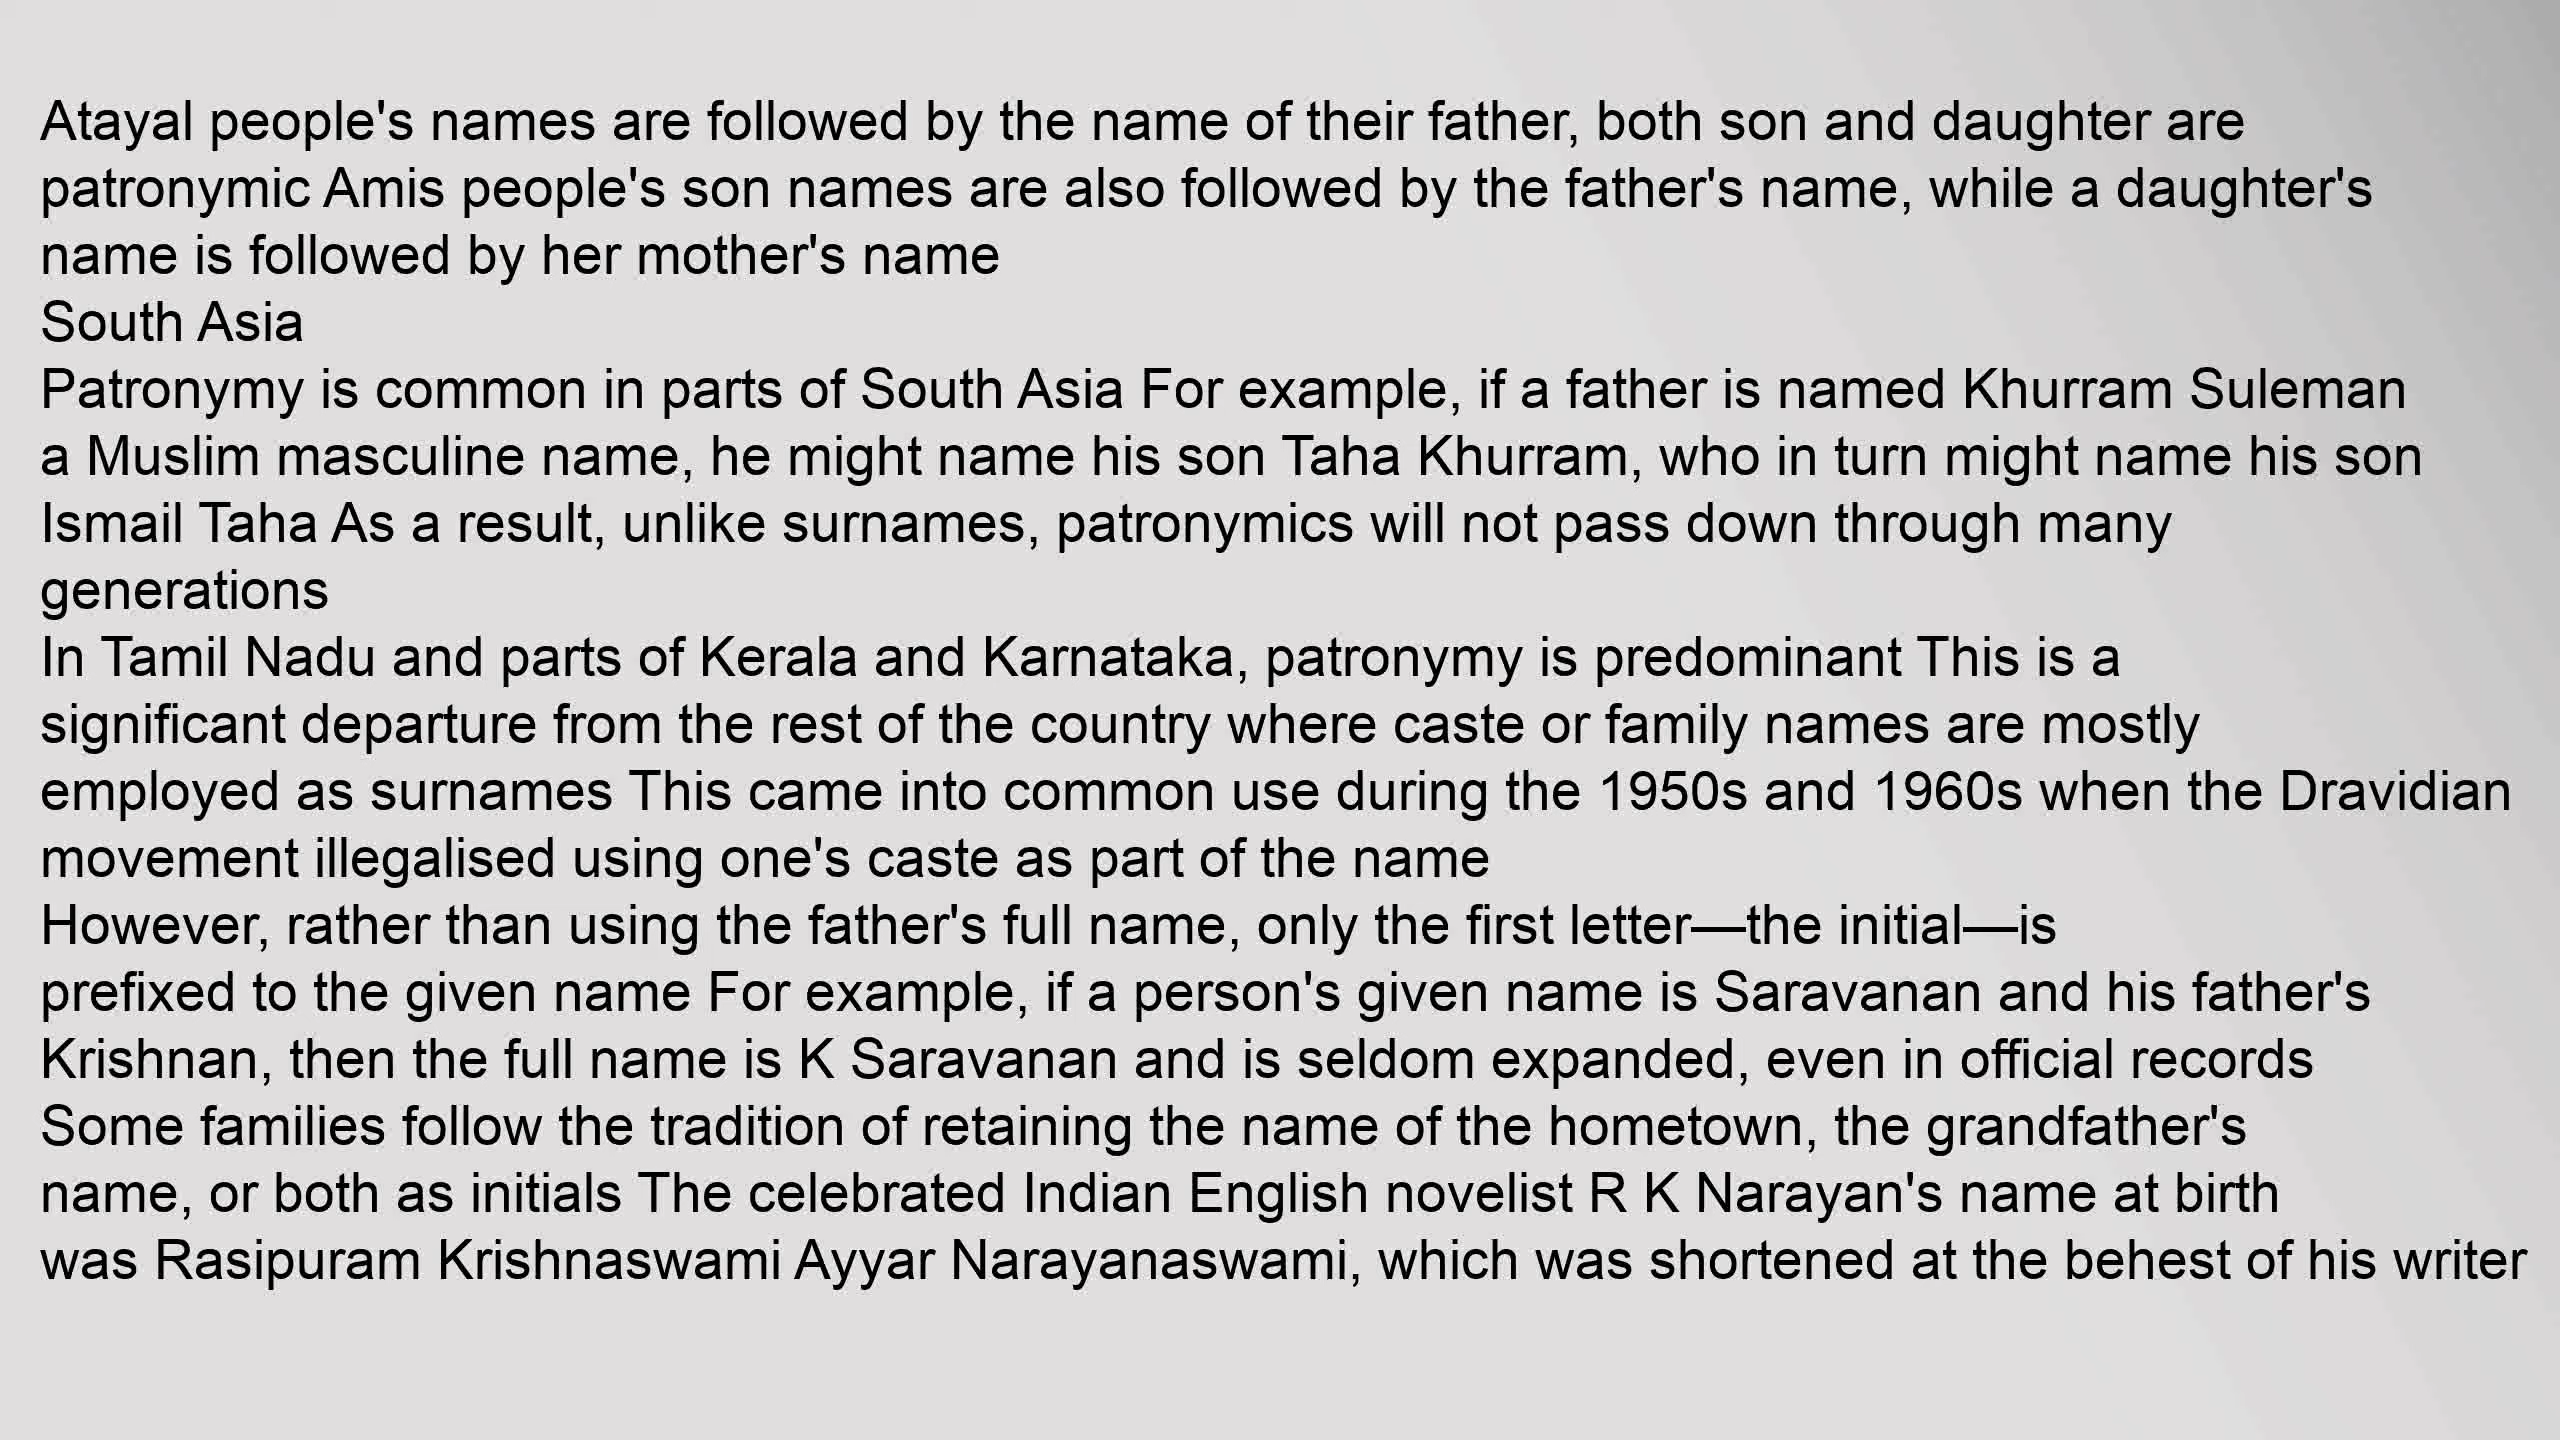 Atayal people's names are followed by the name of their father, both son and daughter are
patronymic Amis people's son names are also followed by the father's name, while a daughter's
name is followed by her mother's name
South Asia
Patronymy is common in parts of South Asia For example, if a father is named Khurram Suleman
a Muslim masculine name, he might name his son Taha Khurram, who in turn might name his son
Ismail Taha As a result, unlike surnames, patronymics will not pass down through many
generations
In Tamil Nadu and parts of Kerala and Karnataka, patronymy is predominant This is a
significant departure from the rest of the country where caste or family names are mostly
employed as surnames This came into common use during the 1950s and 1960s when the Dravidian
movement illegalised using one's caste as part of the name
However, rather than using the father's full name, only the first letter—the initial—is
prefixed to the given name For example, if a person's given name is Saravanan and his father's
Krishnan, then the full name is K Saravanan and is seldom expanded, even in official records
Some families follow the tradition of retaining the name of the hometown, the grandfather's
name, or both as initials The celebrated Indian English novelist R K Narayan's name at birth
was Rasipuram Krishnaswami Ayyar Narayanaswami, which was shortened at the behest of his writer